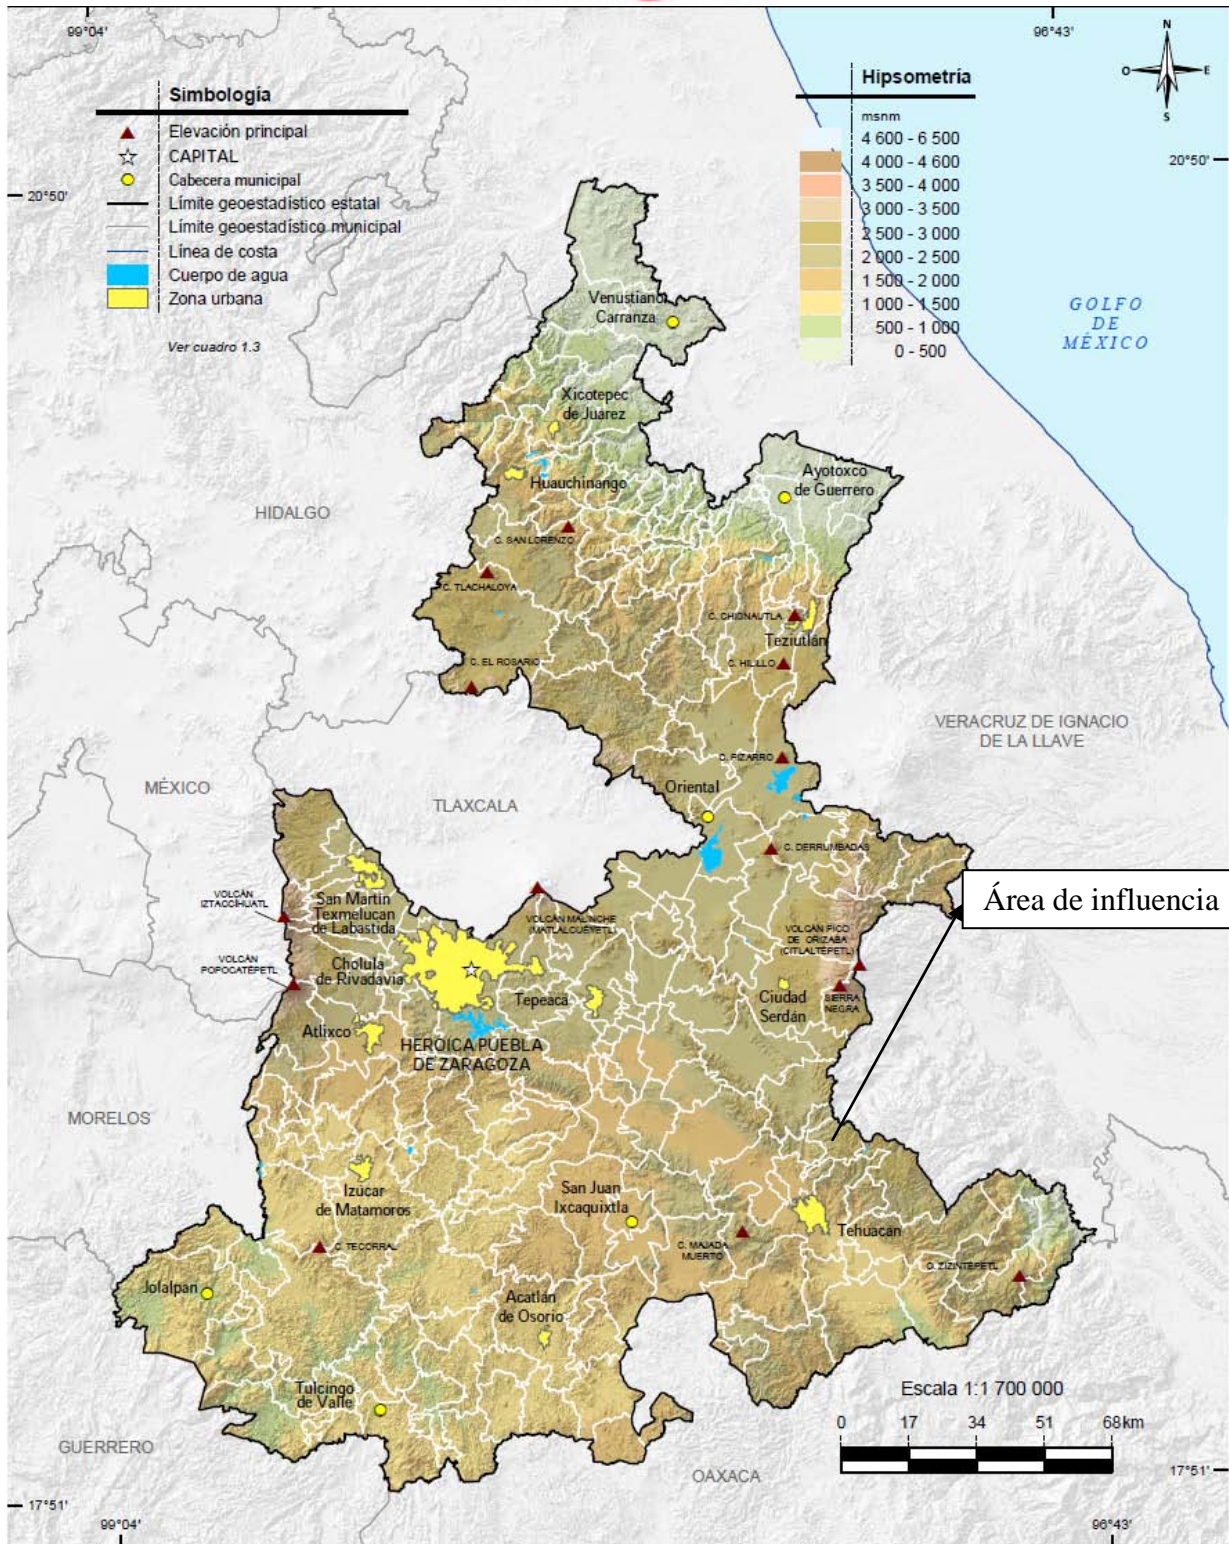 99°04'
96°43'
N
O
E
S
Simbología
Elevación principal
CAPITAL
Cabecera municipal
Límite geoestadístico estatal
Límite geoestadístico municipal
Línea de costa
Cuerpo de agua
Zona urbana
Ver cuadro 1.3
Hipsometría
msnm
4 600 - 6 500
4 000 - 4 600
3 500 - 4 000
3 000 - 3 500
2 500 - 3 000
2 000 - 2 500
1 500 - 2 000
1 000 - 1 500
500 - 1 000
0 - 500
20°50'
20°50'
GOLFO
DE
MÉXICO
Venustiano
Carranza
Xicotepec
de Juárez
Huauchinango
Ayotoxco
de Guerrero
HIDALGO
C. SAN LORENZO
C. TLACHALOYA
C. CHIGNAUTLA
Teziutlán
C. EL ROSARIO
C. HILILLO
VERACRUZ DE IGNACIO
DE LA LLAVE
C. PIZARRO
MÉXICO
Oriental
TLAXCALA
C. DERRUMBADAS
VOLCÁN
IZTACCÍHUATL
San Martín
Texmelucan
de Labastida
VOLCÁN MALINCHE
(MATLALCUÉYETL)
Área de influencia
VOLCÁN PICO
DE ORIZABA
(CITLALTÉPETL)
VOLCÁN
POPOCATÉPETL
Cholula
de Rivadavia
Tepeaca
Ciudad
Serdán
SIERRA
NEGRA
Atlixco
HEROICA PUEBLA
DE ZARAGOZA
MORELOS
Izúcar
de Matamoros
San Juan
Ixcaquixtla
Tehuacán
C. TECORRAL
C. MAJADA
MUERTO
C. ZIZINTÉPETL
Jolalpan
Acatlán
de Osorio
Tulcingo
de Valle
Escala 1:1 700 000
0 17 34 51 68km
GUERRERO
OAXACA
17°51'
17°51'
99°04'
96°43'